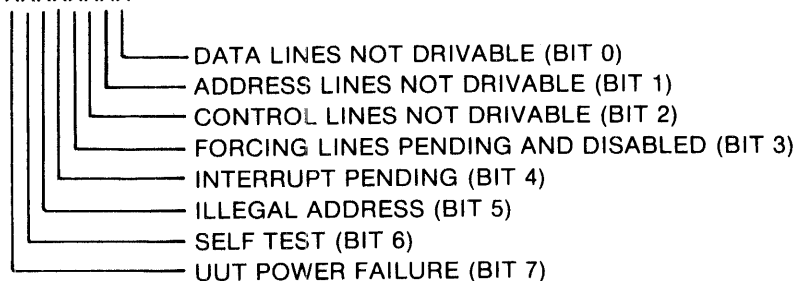 DATA LINES NOT DRIVABLE (BIT 0)
ADDRESS LINES NOT DRIVABLE (BIT 1)
CONTROL LINES NOT DRIVABLE (BIT 2)
FORCING LINES PENDING AND DISABLED (BIT 3)
INTERRUPT PENDING (BIT 4)
ILLEGAL ADDRESS (BIT 5)
SELF TEST (BIT 6)
UUT POWER FAILURE (BIT 7)